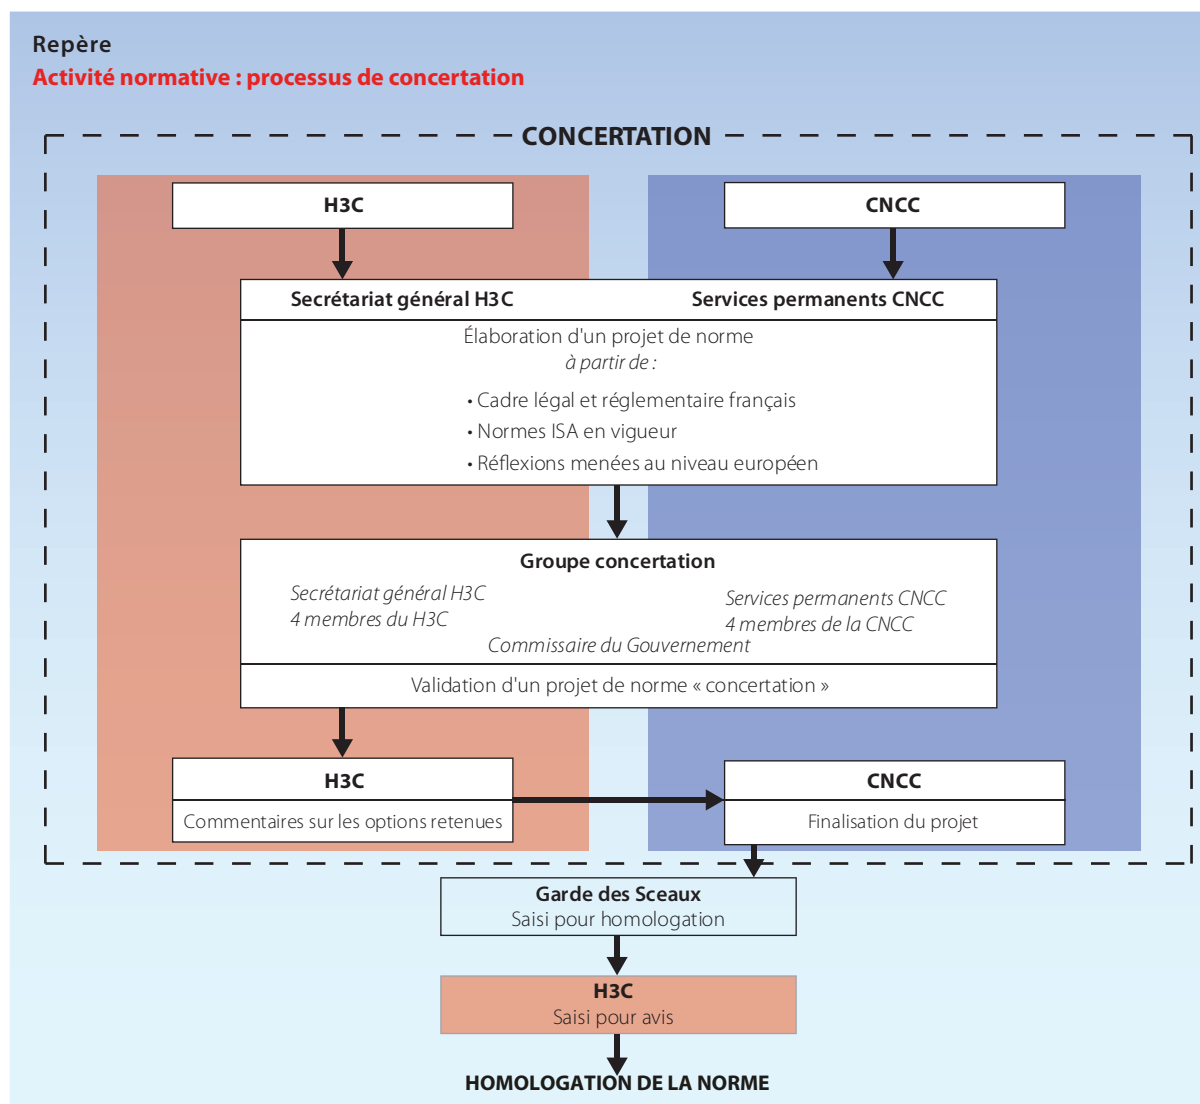 Repère
Activité normative : processus de concertation
CONCERTATION
H3C
CNCC
Secrétariat général H3C
Services permanents CNCC
Élaboration d'un projet de norme
à partir de :
• Cadre légal et réglementaire français
• Normes ISA en vigueur
• Réflexions menées au niveau européen
Groupe concertation
Secrétariat général H3C
4 membres du H3C
Services permanents CNCC
4 membres de la CNCC
Commissaire du Gouvernement
Validation d'un projet de norme « concertation »
H3C
Commentaires sur les options retenues
CNCC
Finalisation du projet
Garde des Sceaux
Saisi pour homologation
H3C
Saisi pour avis
HOMOLOGATION DE LA NORME